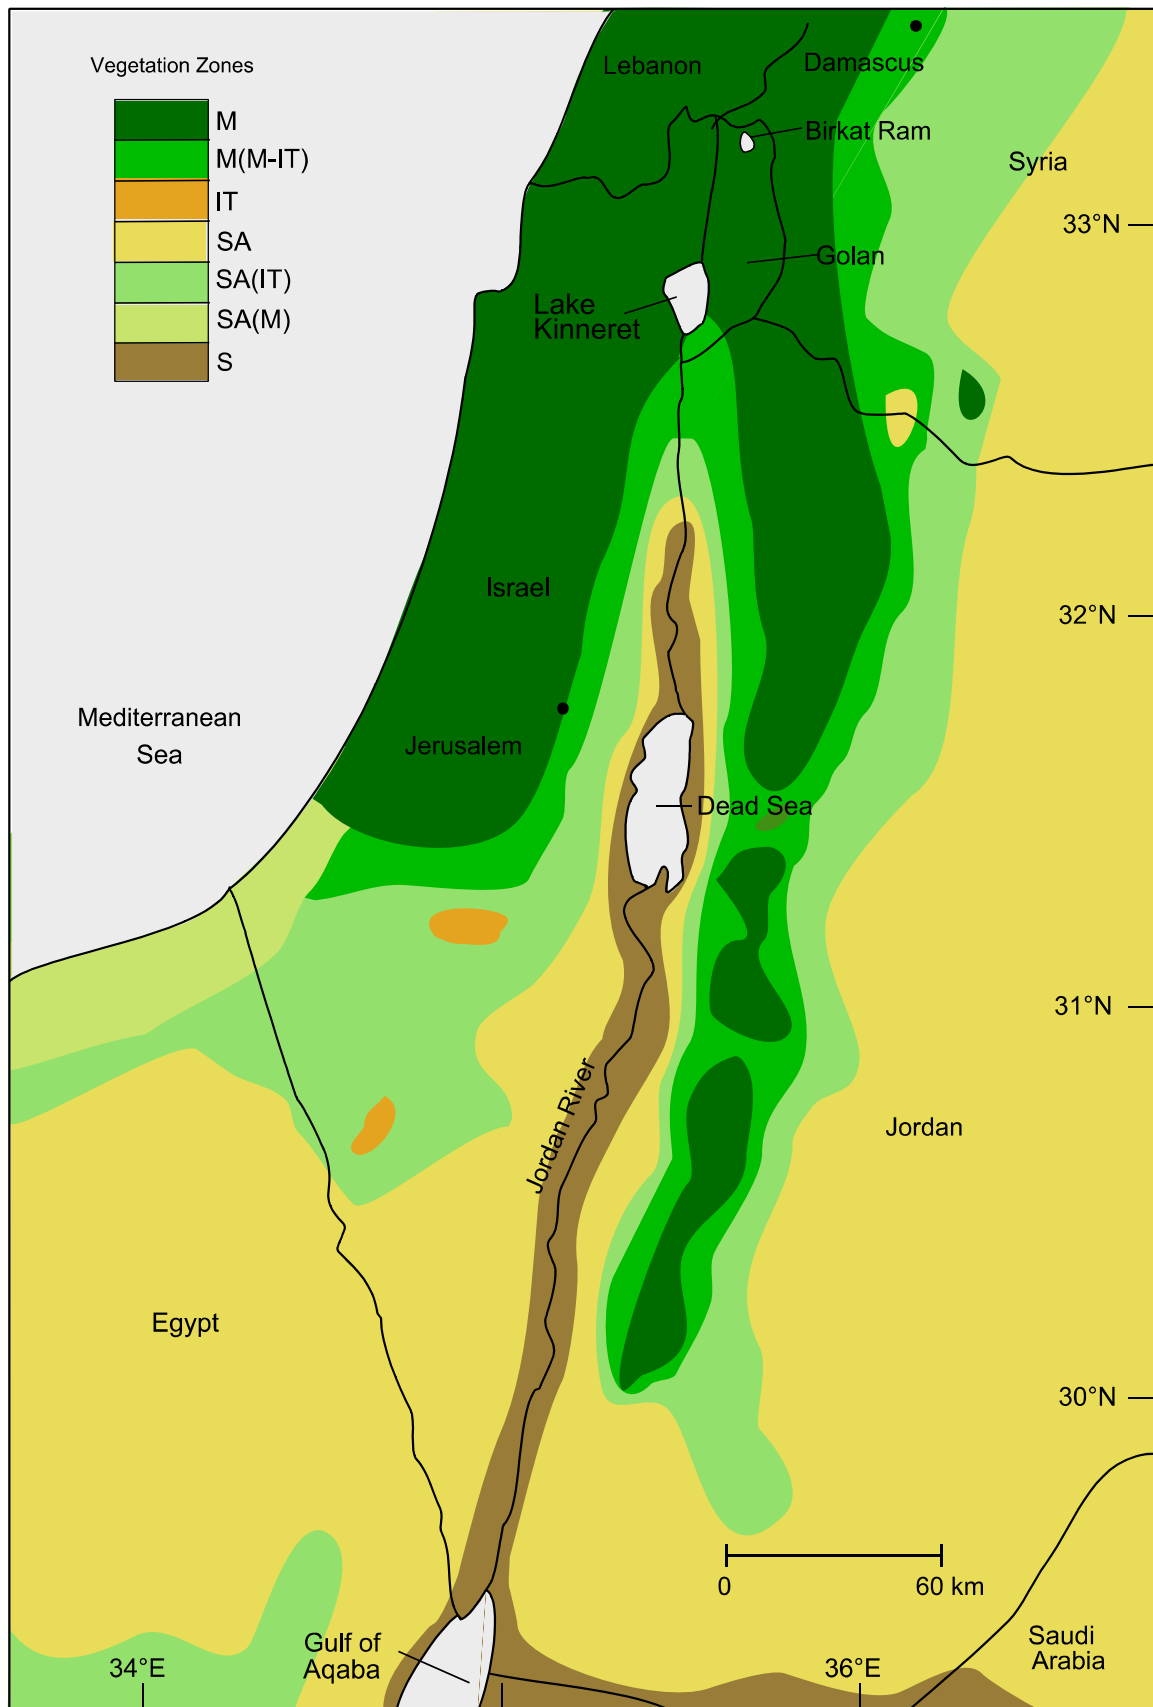 Vegetation Zones
M
M(M-IT)
IT
SA
SA(IT)
SA(M)
S
Lebanon
Damascus
Birkat Ram
Syria
33°N
Golan
Lake
Kinneret
Israel
32°N
Mediterranean
Sea
Jerusalem
Dead Sea
31°N
Jordan River
Jordan
Egypt
30°N
0
60 km
Gulf of
Aqaba
Saudi
Arabia
34°E
36°E